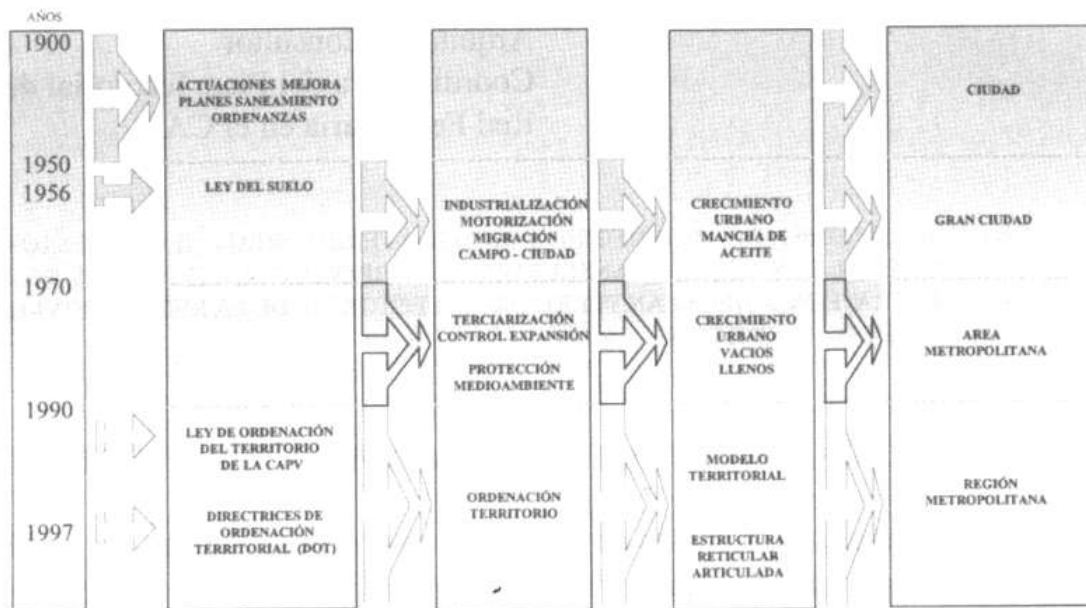 AÑOS
1900
1950
1956
1970
1990
1997
ACTUACIONES MEJORA
PLANES SANEAMIENTO
ORDENANZAS
LEY DEL SUELO
LEY DE ORDENACIÓN
DEL TERRITORIO
DE LA CAPV
DIRECTRICES DE
ORDENACIÓN
TERRITORIAL (DOT)
INDUSTRIALIZACIÓN
MOTORIZACIÓN
MIGRACIÓN
CAMPO - CIUDAD
TERCIARIZACIÓN
CONTROL EXPANSIÓN
PROTECCIÓN
MEDIOAMBIENTE
ORDENACIÓN
TERRITORIO
CRECIMIENTO
URBANO
MANCHA DE
ACEITE
CRECIMIENTO
URBANO
VACIOS
LLENOS
MODELO
TERRITORIAL
ESTRUCTURA
RETICULAR
ARTICULADA
CIUDAD
GRAN CIUDAD
AREA
METROPOLITANA
REGIÓN
METROPOLITANA